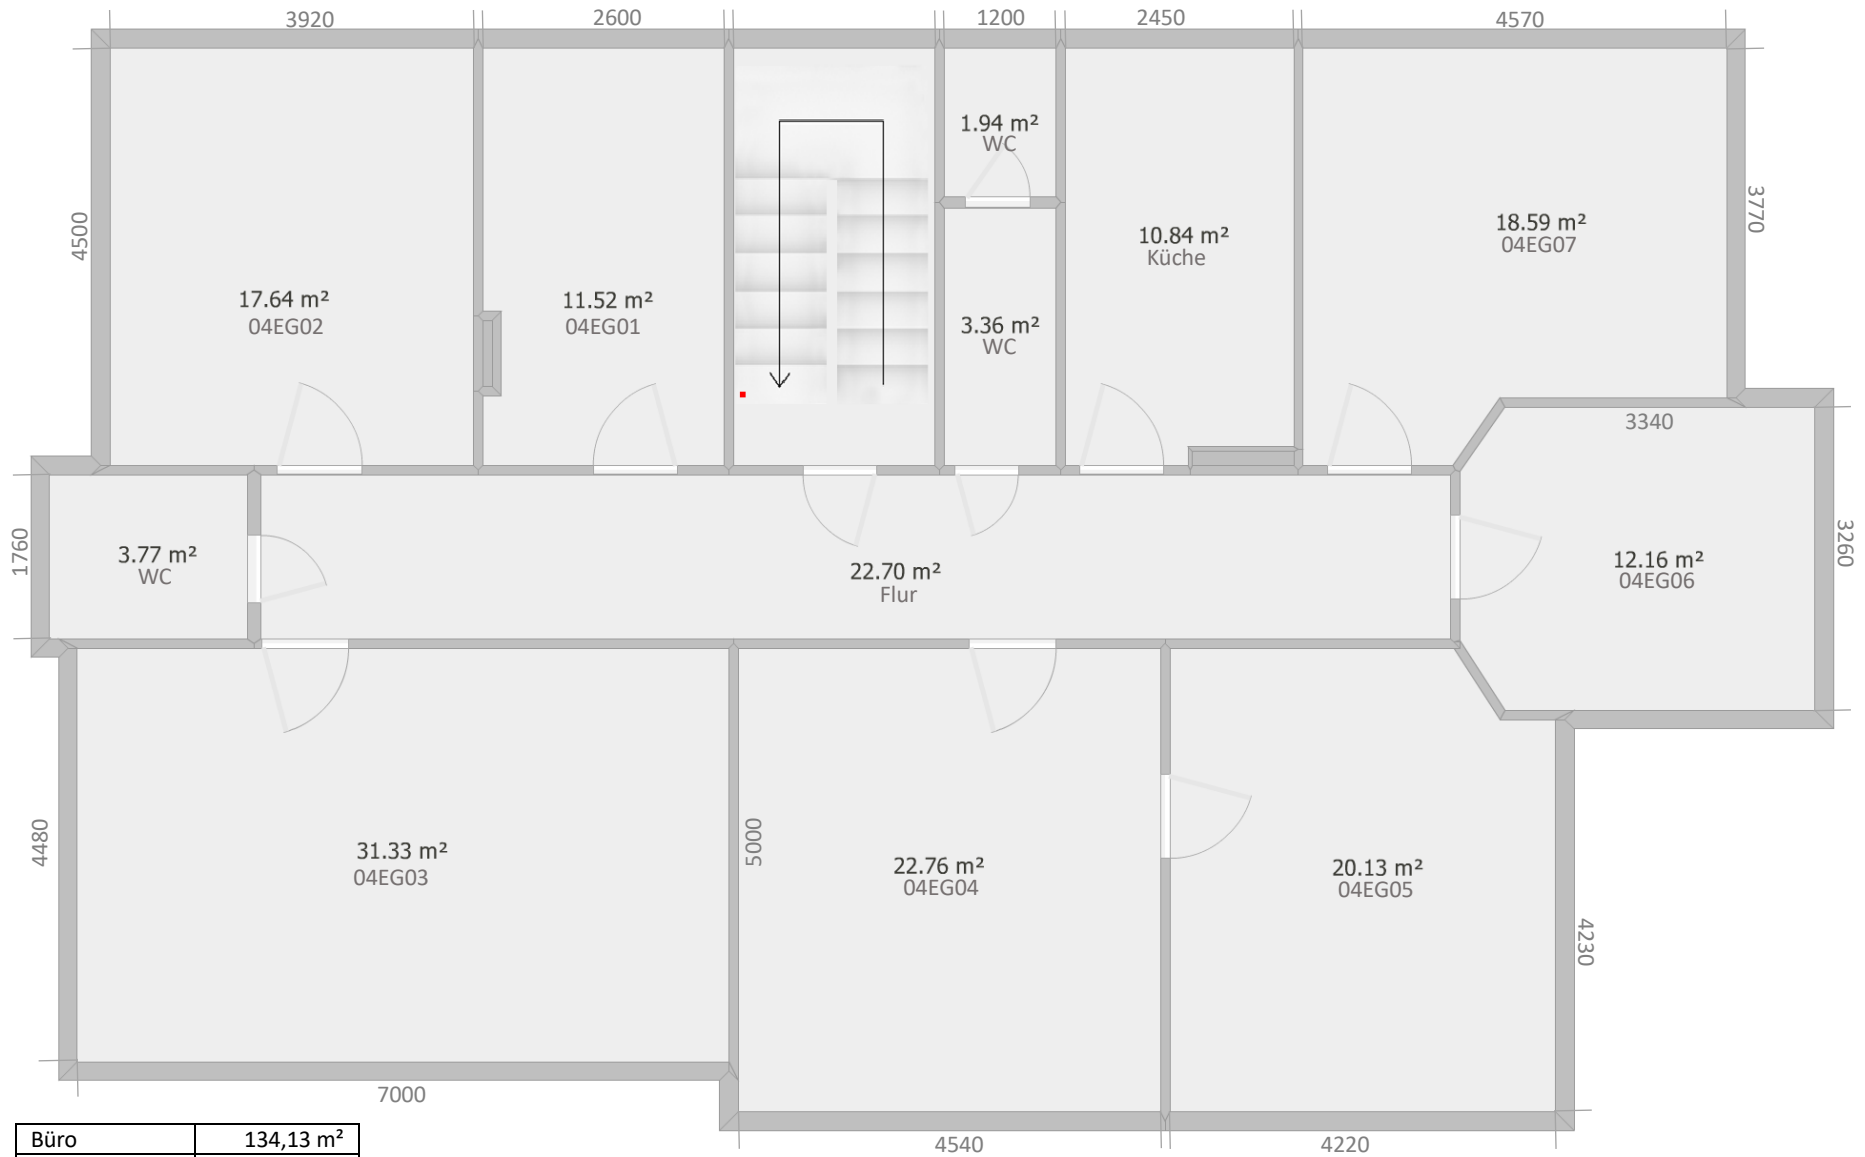 3920
2600
1200
2450
4570
4500
17.64 m²
04EG02
11.52 m²
04EG01
1.94 m²
WC
3.36 m²
WC
10.84 m²
Küche
18.59 m²
04EG07
3770
3340
1760
3.77 m²
WC
22.70 m²
Flur
12.16 m²
04EG06
3260
4480
31.33 m²
04EG03
5000
22.76 m²
04EG04
20.13 m²
04EG05
4230
7000
4540
4220
Büro 134,13 m²